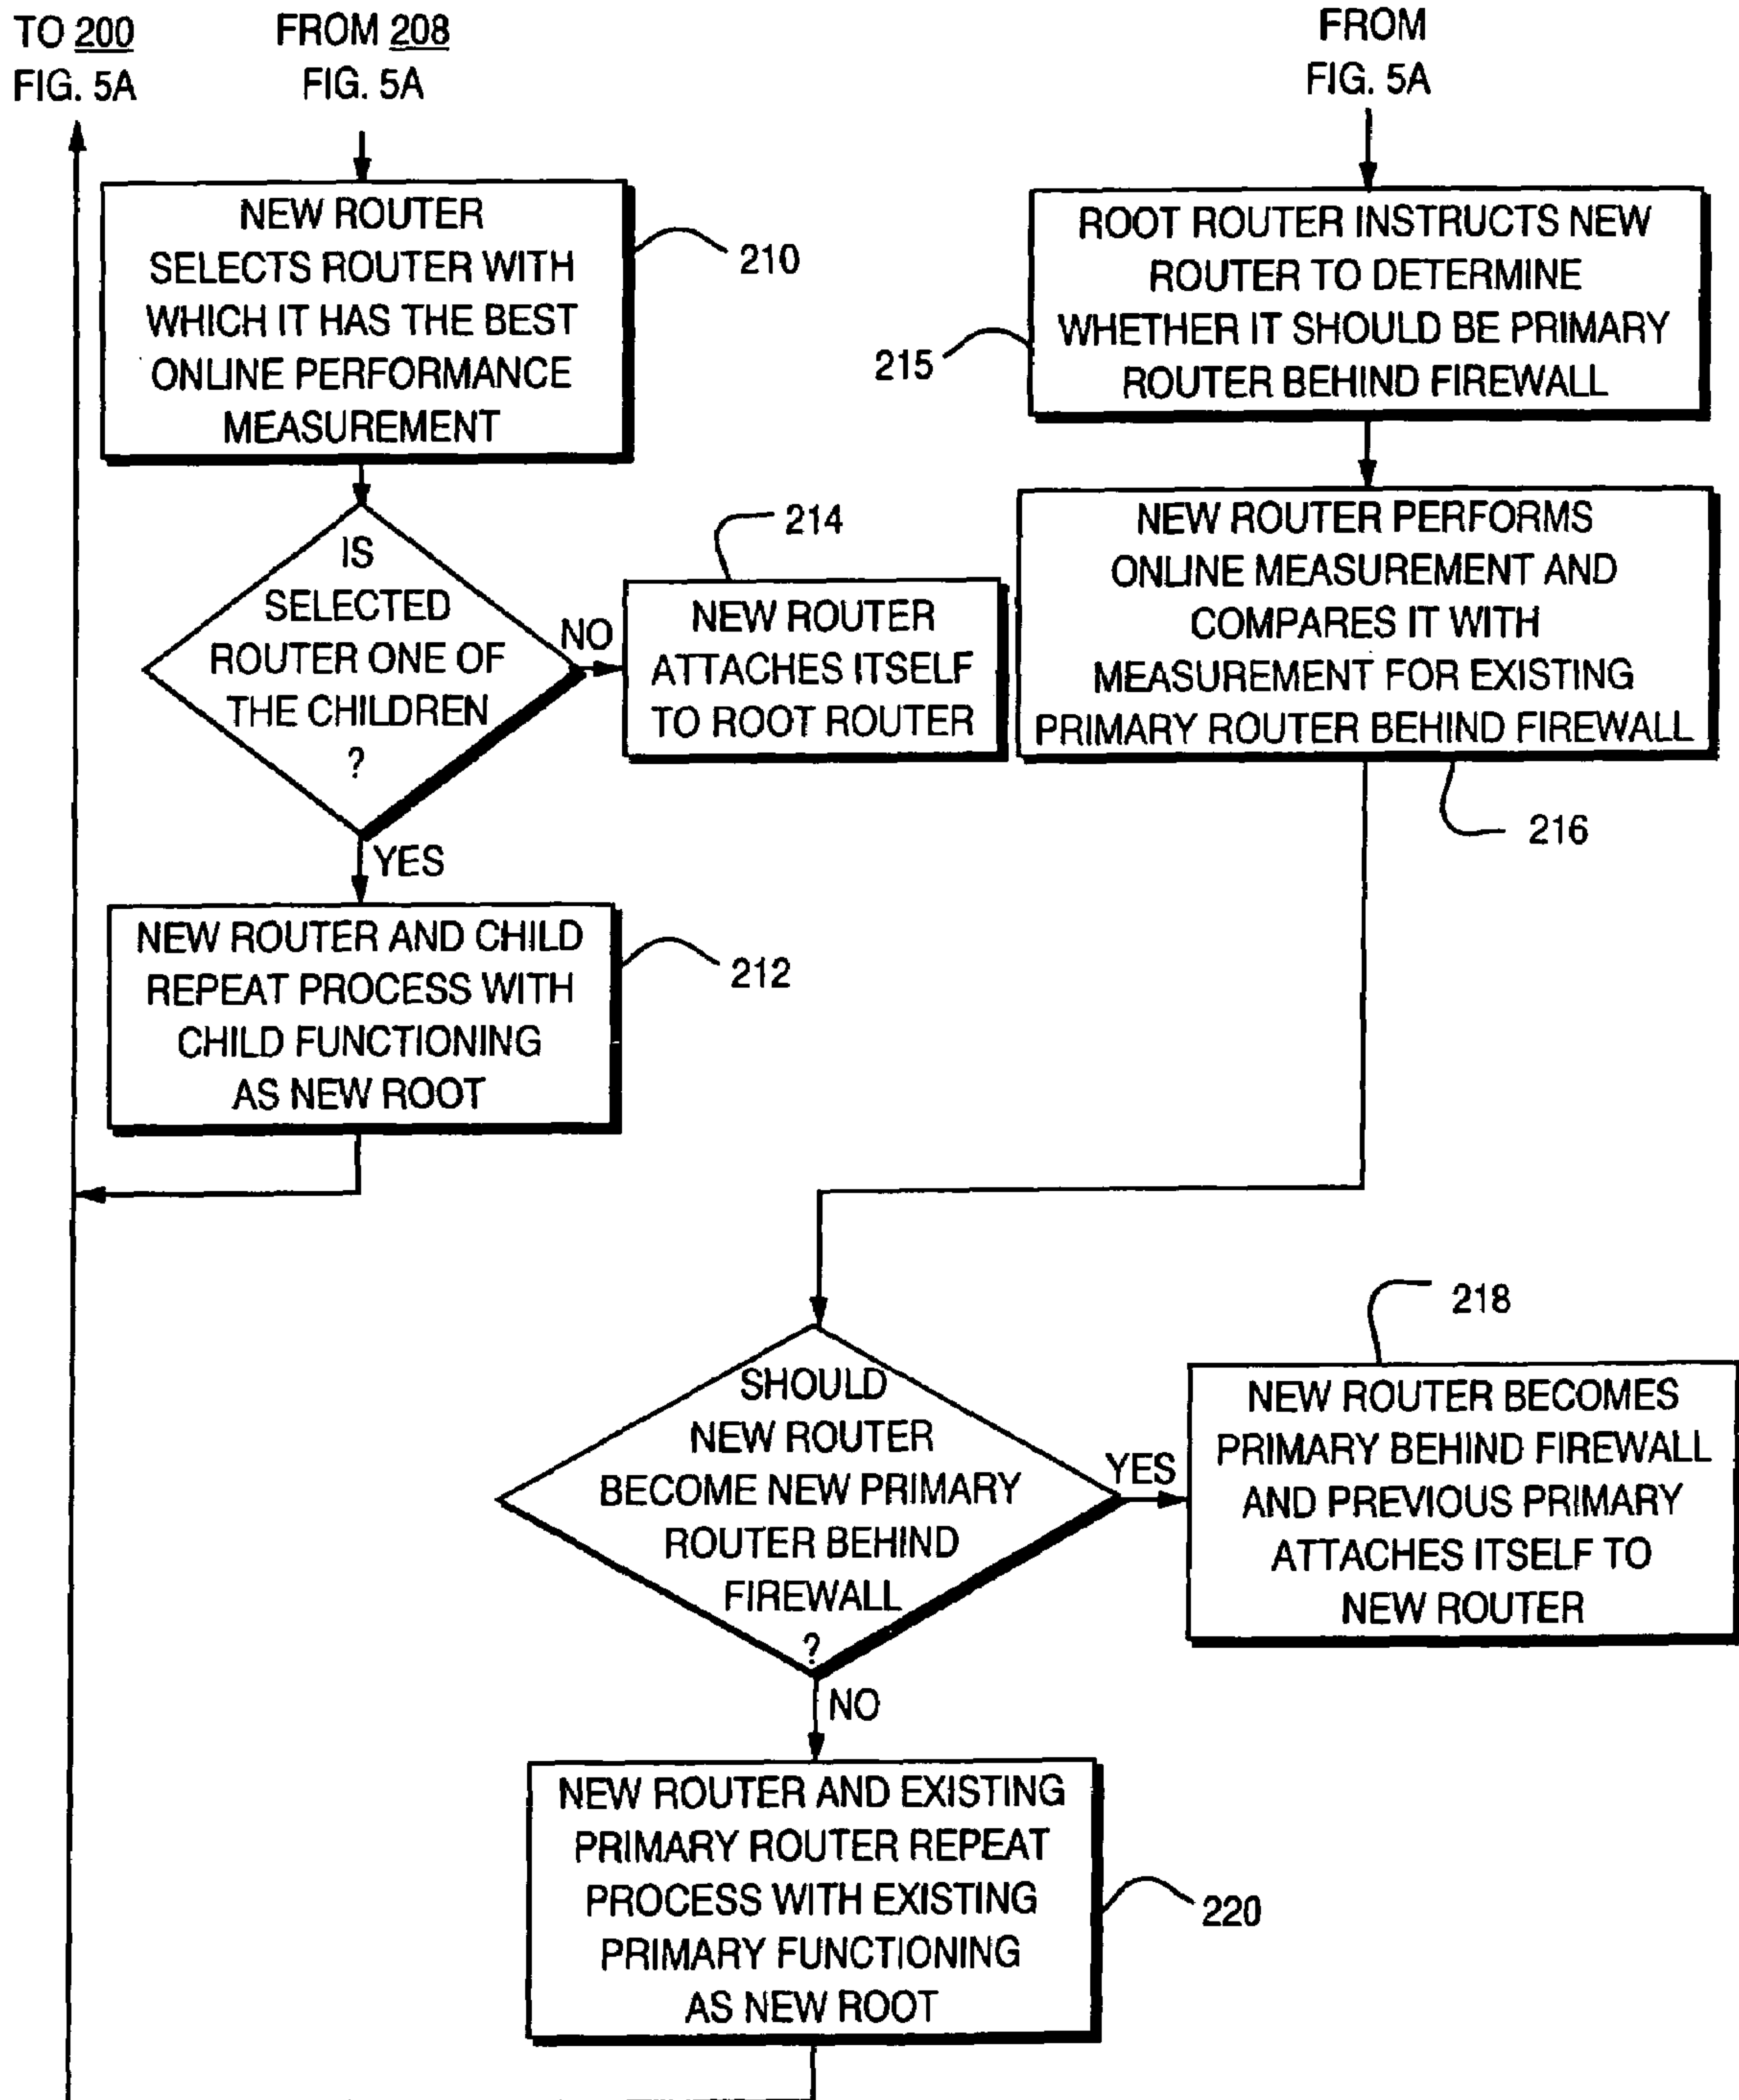 TO 200
FIG. 5A
FROM 208
FIG. 5A
FROM
FIG. 5A
NEW ROUTER
SELECTS ROUTER WITH
WHICH IT HAS THE BEST
ONLINE PERFORMANCE
MEASUREMENT
210
IS
SELECTED
ROUTER ONE OF
THE CHILDREN
?
NO
YES
214
NEW ROUTER
ATTACHES ITSELF
TO ROOT ROUTER
NEW ROUTER AND CHILD
REPEAT PROCESS WITH
CHILD FUNCTIONING
AS NEW ROOT
212
ROOT ROUTER INSTRUCTS NEW
ROUTER TO DETERMINE
WHETHER IT SHOULD BE PRIMARY
ROUTER BEHIND FIREWALL
215
NEW ROUTER PERFORMS
ONLINE MEASUREMENT AND
COMPARES IT WITH
MEASUREMENT FOR EXISTING
PRIMARY ROUTER BEHIND FIREWALL
216
SHOULD
NEW ROUTER
BECOME NEW PRIMARY
ROUTER BEHIND
FIREWALL
?
YES
NO
218
NEW ROUTER BECOMES
PRIMARY BEHIND FIREWALL
AND PREVIOUS PRIMARY
ATTACHES ITSELF TO
NEW ROUTER
NEW ROUTER AND EXISTING
PRIMARY ROUTER REPEAT
PROCESS WITH EXISTING
PRIMARY FUNCTIONING
AS NEW ROOT
220